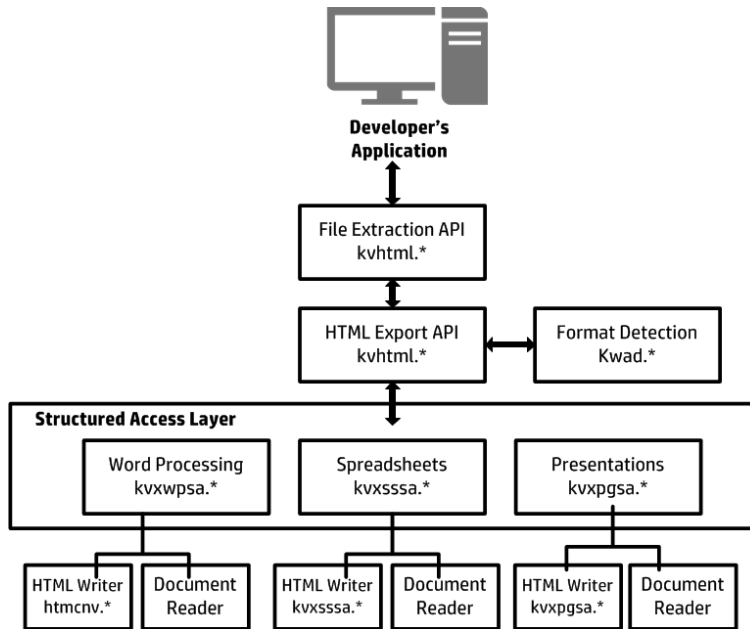 Developer's
Application
File Extraction API
kvhtml.*
HTML Export API
kvhtml.*
Format Detection
Kwad.*
Structured Access Layer
Word Processing
kvxwpsa.*
Spreadsheets
kvxsssa.*
Presentations
kvxpgsa.*
HTML Writer
htmcnv.*
Document
Reader
HTML Writer
kvxsssa.*
Document
Reader
HTML Writer
kvxpgsa.*
Document
Reader